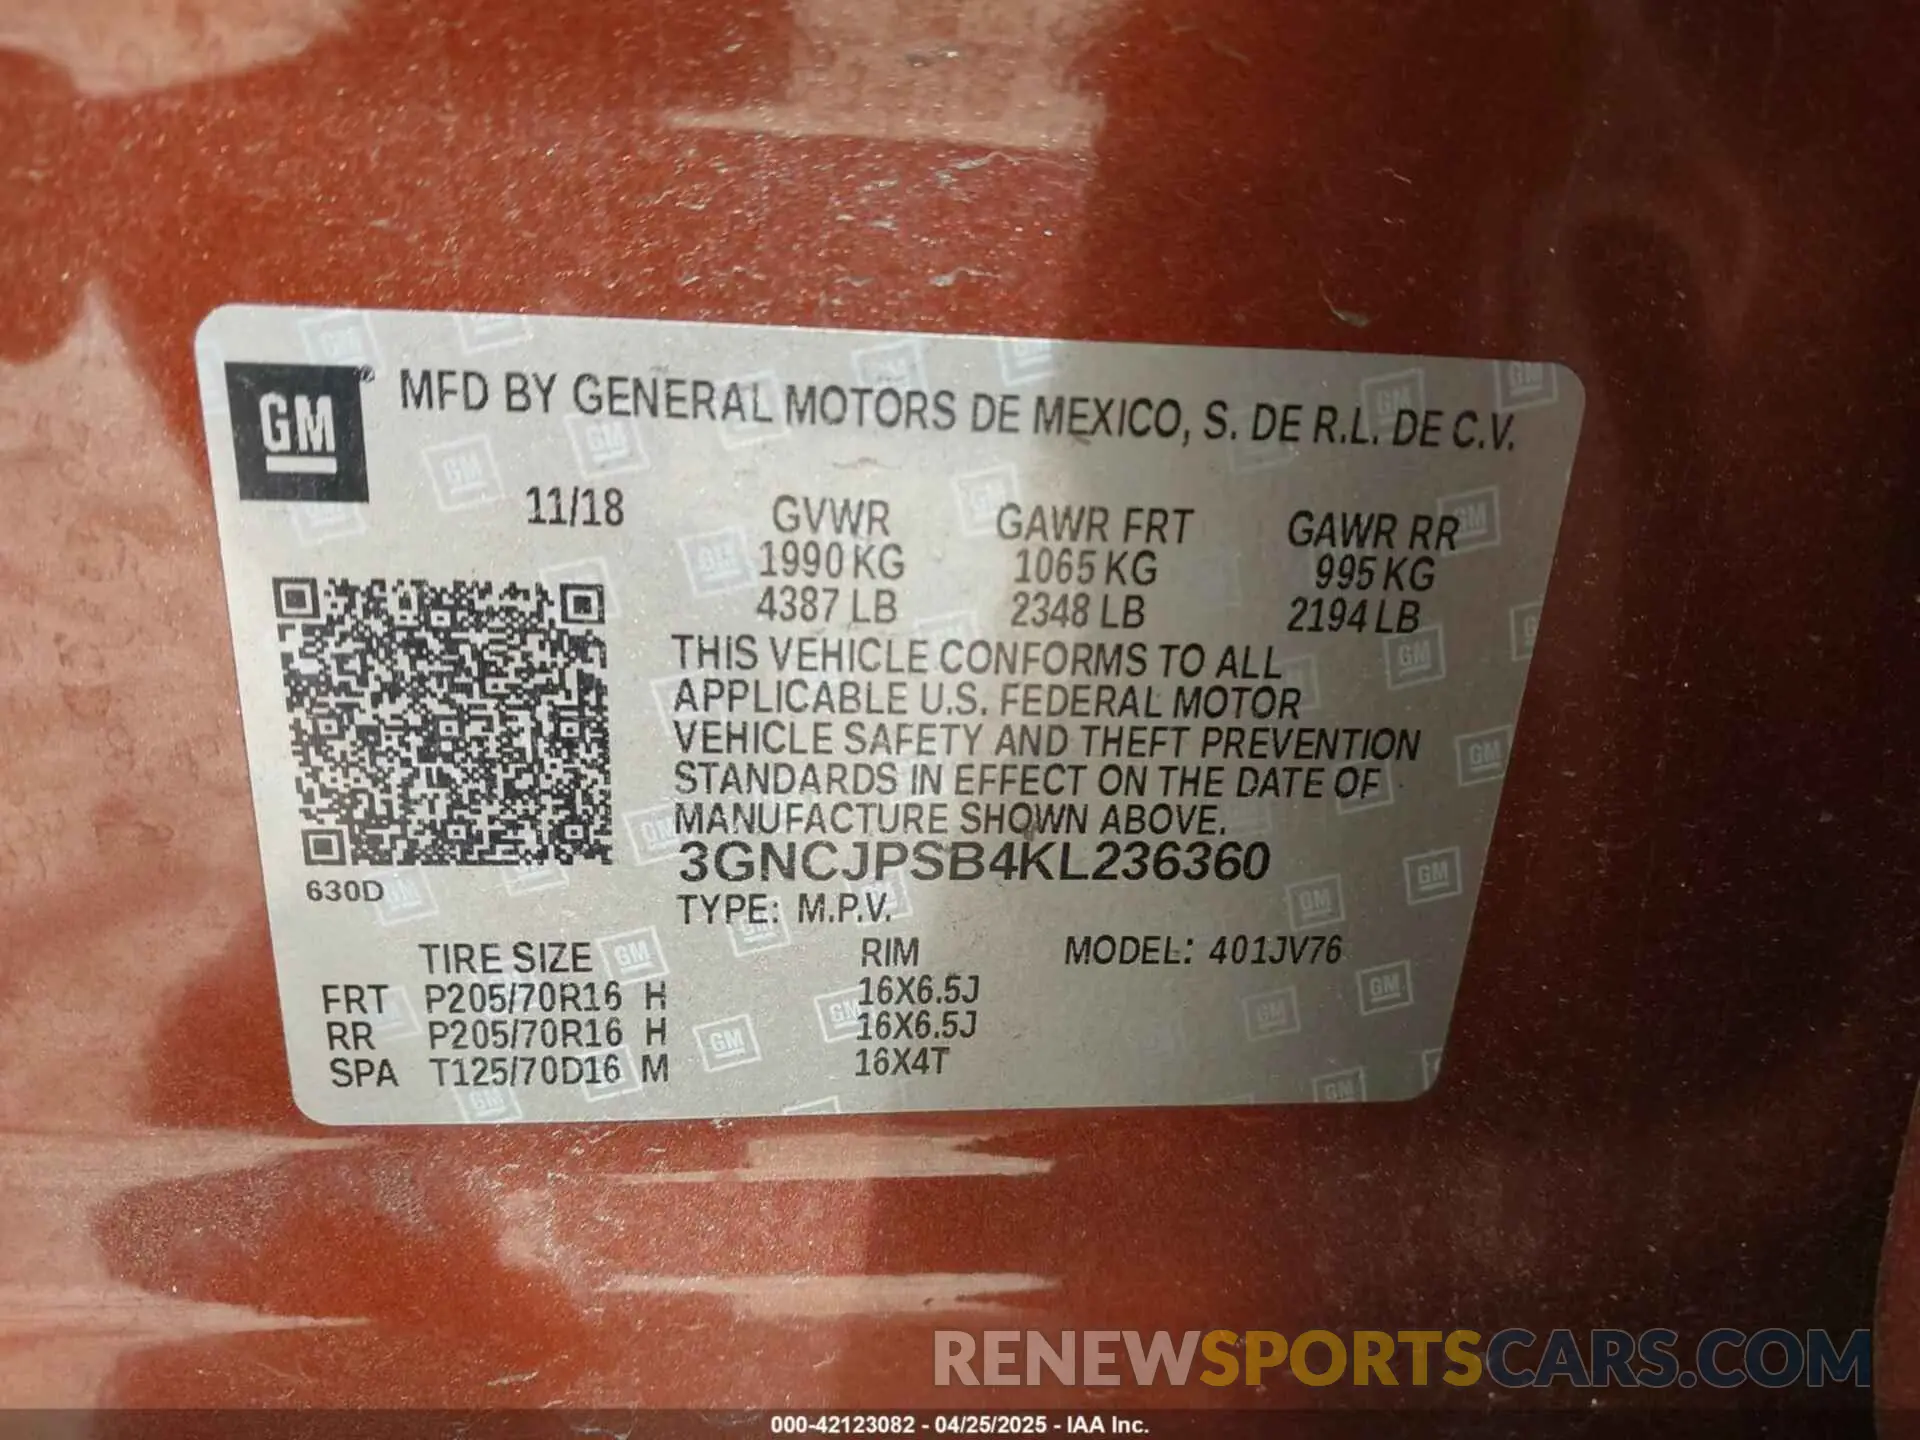 GM® MFD BY GENERAL MOTORS DE MEXICO, S. DE R.L. DE C.V.
11/18 GVWR GAWR FRT GAWR RR
1990 KG 1065 KG 995 KG
4387 LB 2348 LB 2194 LB
THIS VEHICLE CONFORMS TO ALL
APPLICABLE U.S. FEDERAL MOTOR
VEHICLE SAFETY AND THEFT PREVENTION
STANDARDS IN EFFECT ON THE DATE OF
MANUFACTURE SHOWN ABOVE.
3GNCJPSB4KL236360
630D
TYPE: M.P.V.
TIRE SIZE RIM MODEL: 401JV76
FRT P205/70R16 H 16X6.5J
RR P205/70R16 H 16X6.5J
SPA T125/70D16 M 16X4T
RENEWSPORTSCARS.COM
000-42123082 - 04/25/2025 - IAA Inc.